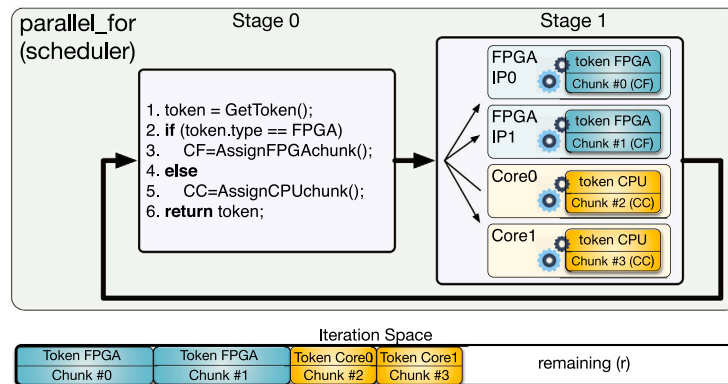 parallel_for
(scheduler)
Stage 0
Stage 1
1. token = GetToken();
2. if (token.type == FPGA)
3. CF=AssignFPGAchunk();
4. else
5. CC=AssignCPUchunk();
6. return token;
FPGA
IP0
token FPGA
Chunk #0 (CF)
FPGA
IP1
token FPGA
Chunk #1 (CF)
Core0
token CPU
Chunk #2 (CC)
Core1
token CPU
Chunk #3 (CC)
Iteration Space
Token FPGA
Chunk #0
Token FPGA
Chunk #1
Token Core0
Chunk #2
Token Core1
Chunk #3
remaining (r)